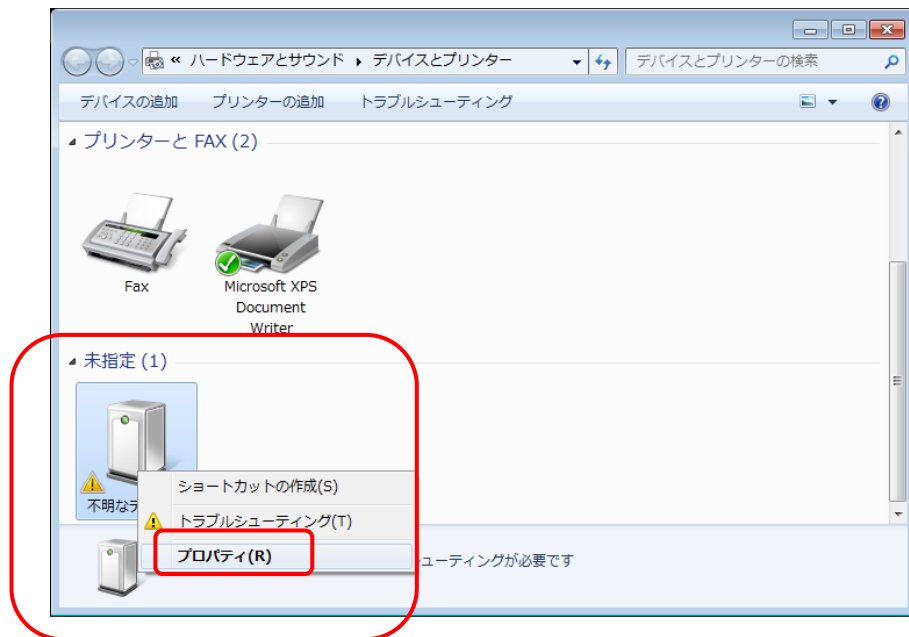 « ハードウェアとサウンド ▸ デバイスとプリンター
デバイスとプリンターの検索
デバイスの追加 プリンターの追加 トラブルシューティング
プリンターと FAX (2)
Fax
Microsoft XPS
Document
Writer
未指定 (1)
不明な
ショートカットの作成(S)
トラブルシューティング(T)
プロパティ(R)
ューティングが必要です